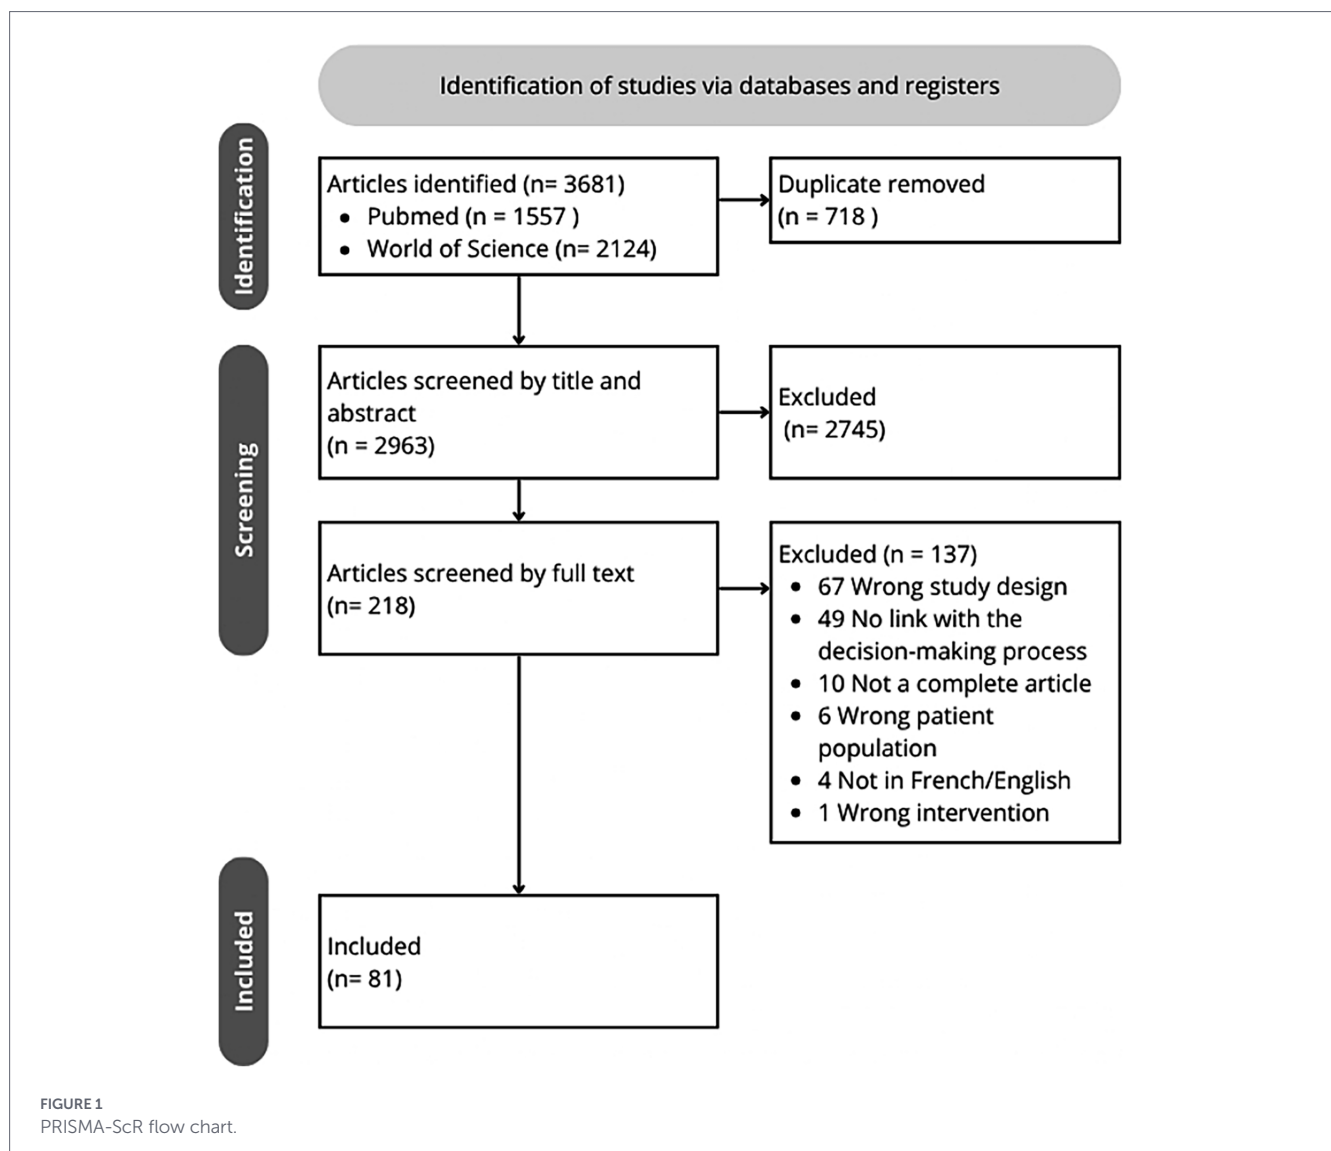 Identification of studies via databases and registers
Identification
Articles identified (n= 3681)
• Pubmed (n = 1557 )
• World of Science (n= 2124)
Duplicate removed
(n = 718 )
Screening
Articles screened by title and
abstract
(n = 2963)
Excluded
(n= 2745)
Articles screened by full text
(n= 218)
Excluded (n = 137)
• 67 Wrong study design
• 49 No link with the
decision-making process
• 10 Not a complete article
• 6 Wrong patient
population
• 4 Not in French/English
• 1 Wrong intervention
Included
Included
(n= 81)
FIGURE 1
PRISMA-ScR flow chart.